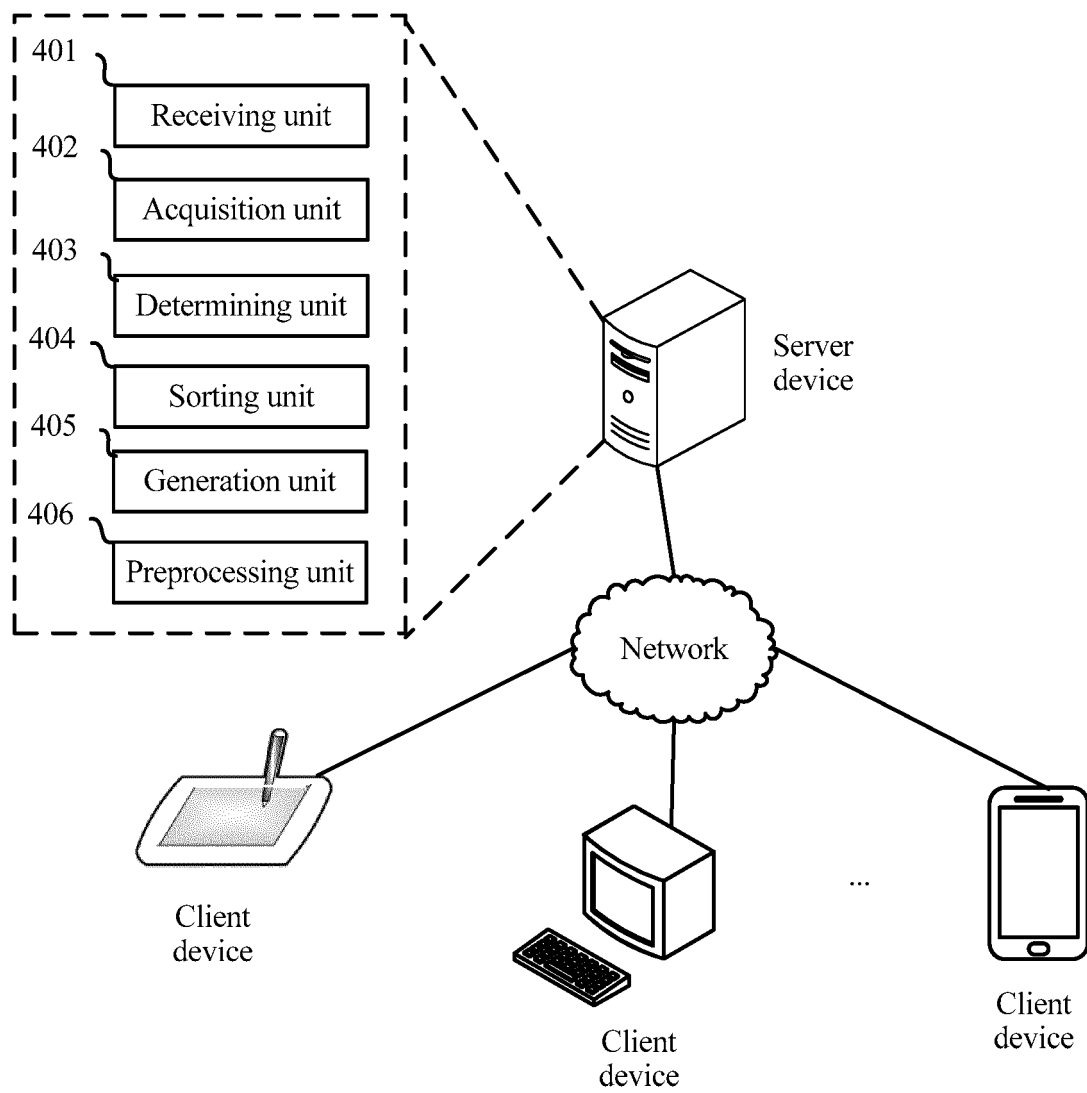 401
Receiving unit
402
Acquisition unit
403
Determining unit
404
Sorting unit
405
Generation unit
406
Preprocessing unit
Server
device
Network
Client
device
...
Client
device
Client
device